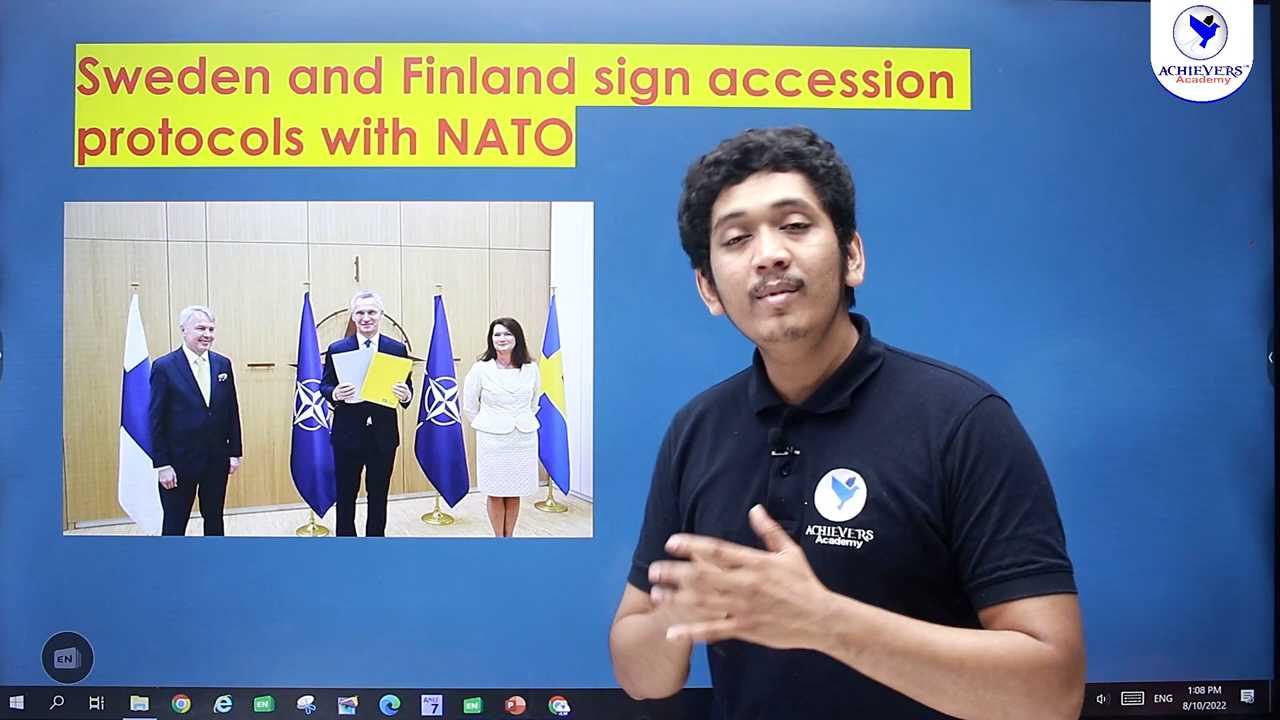 Sweden and Finland sign accession
protocols with NATO
ACHIEVERS
Academy
ACHIEVERS
Academy
EN
ENG
1:08 PM
8/10/2022